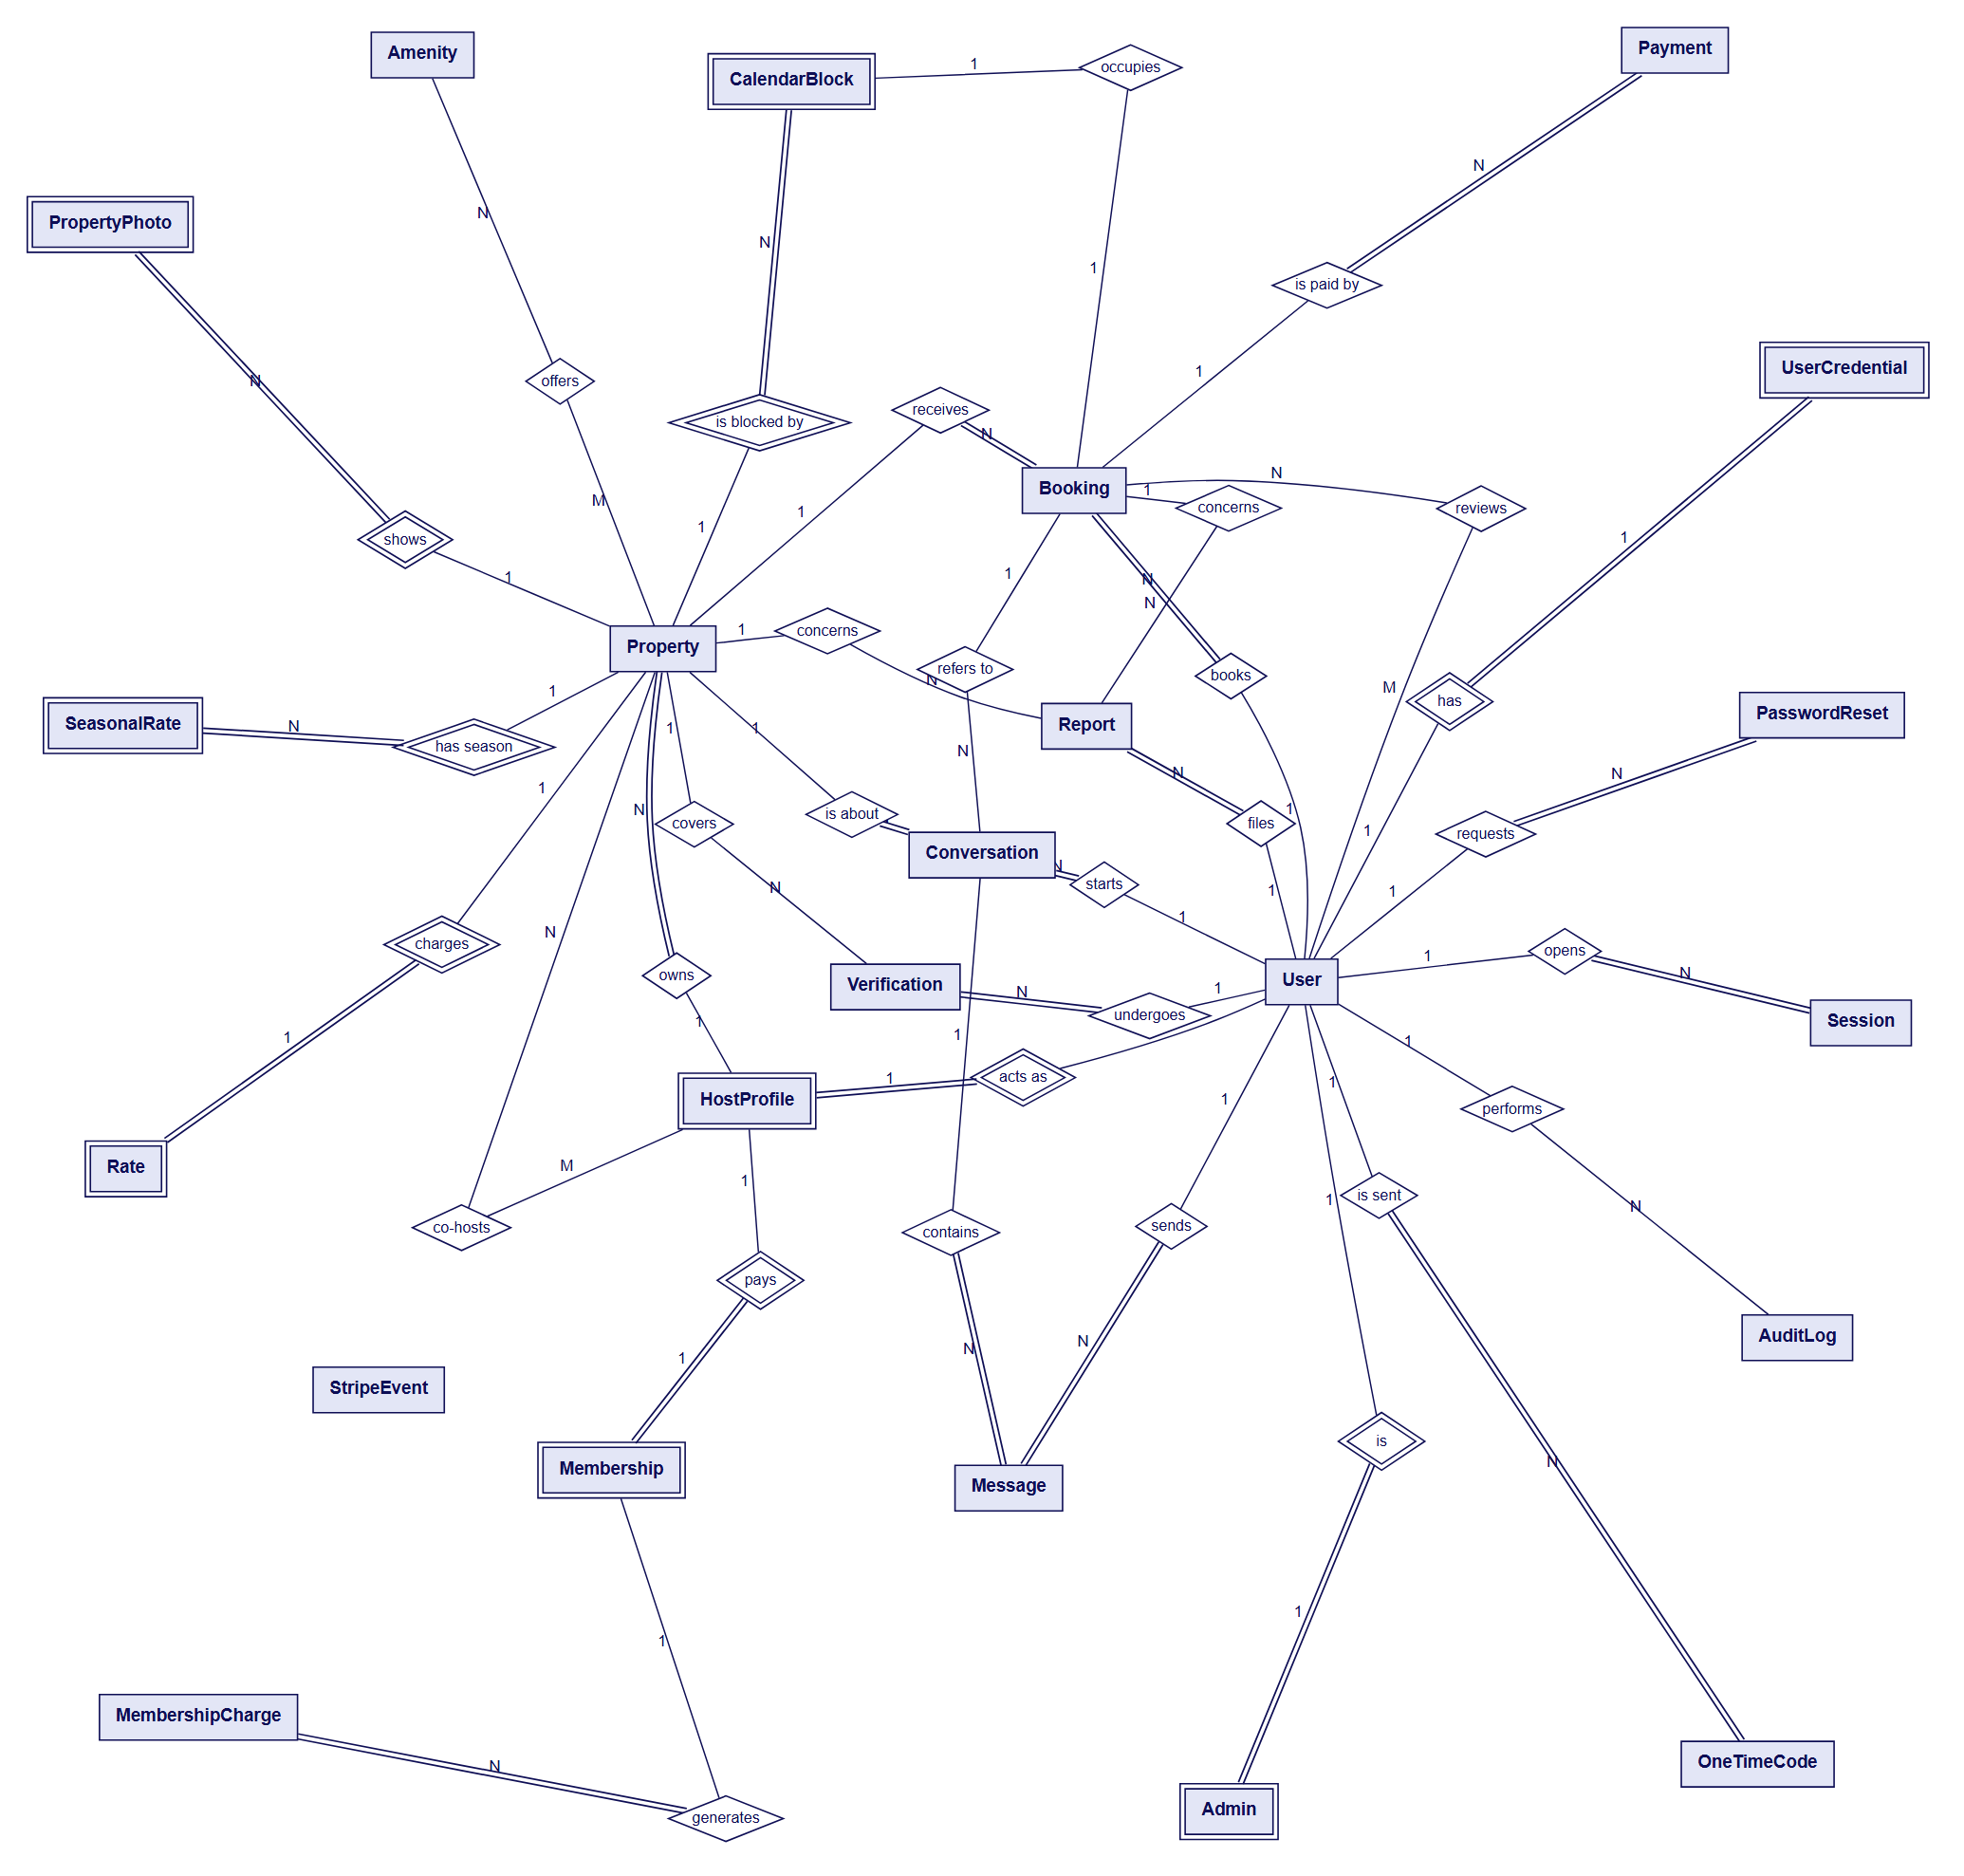 Payment
Amenity
1
occupies
CalendarBlock
N
N
PropertyPhoto
N
1
is paid by
1
UserCredential
N
offers
receives
is blocked by
N
N
Booking
1
M
1
1
concerns
reviews
1
shows
1
1
N
N
1
Property
1
concerns
refers to
books
N
M
has
1
SeasonalRate
N
has season
1
1
Report
PasswordReset
N
N
N
1
N
is about
1
covers
files
1
requests
Conversation
N
starts
N
1
1
1
N
charges
1
opens
owns
Verification
N
1
User
N
undergoes
1
Session
1
1
1
acts as
1
1
HostProfile
1
performs
Rate
M
1
is sent
1
N
co-hosts
contains
sends
pays
AuditLog
N
N
1
StripeEvent
is
N
Membership
Message
1
1
MembershipCharge
N
OneTimeCode
Admin
generates